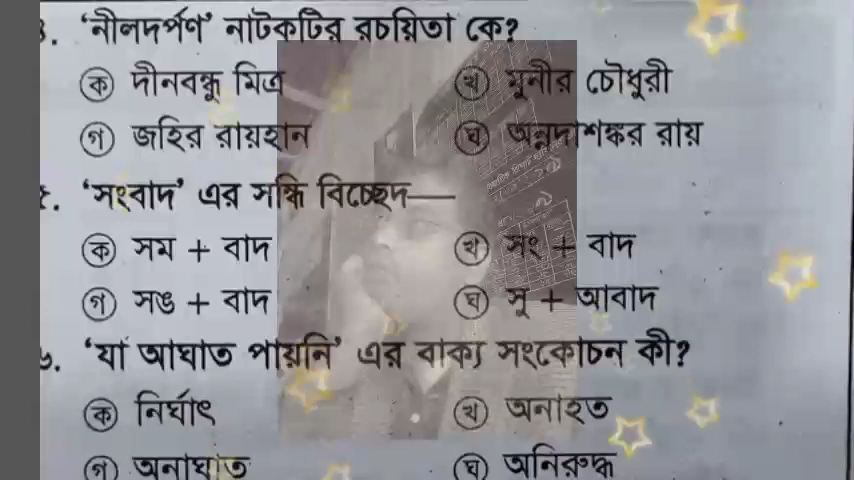 ৪. ‘নীলদর্পণ’ নাটকটির রচয়িতা কে?
ক দীনবন্ধু মিত্র খ মুনীর চৌধুরী
গ জহির রায়হান ঘ অন্নদাশঙ্কর রায়
৫. ‘সংবাদ’ এর সন্ধি বিচ্ছেদ—
ক সম + বাদ খ সং + বাদ
গ সঙ + বাদ ঘ সু + আবাদ
৬. ‘যা আঘাত পায়নি’ এর বাক্য সংকোচন কী?
ক নির্ঘাৎ খ অনাহত
গ অনাঘাত ঘ অনিরুদ্ধ